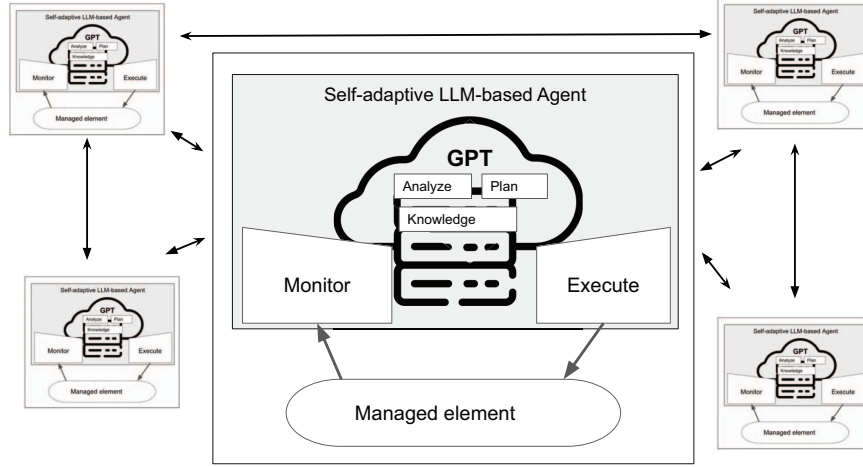 Self-adaptive LLM-based Agent
GPT
Analyze Plan
Knowledge
Monitor Execute
Managed element
Self-adaptive LLM-based Agent
GPT
Analyze Plan
Knowledge
Monitor Execute
Managed element
Self-adaptive LLM-based Agent
GPT
Analyze Plan
Knowledge
Monitor Execute
Managed element
Self-adaptive LLM-based Agent
GPT
Analyze Plan
Knowledge
Monitor Execute
Managed element
Self-adaptive LLM-based Agent
GPT
Analyze Plan
Knowledge
Monitor Execute
Managed element